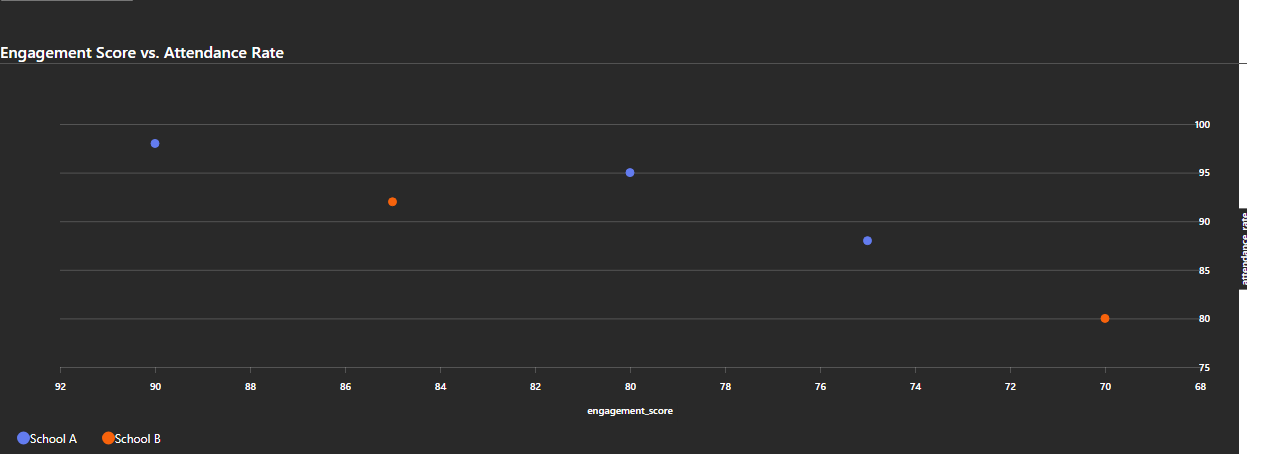 Engagement Score vs. Attendance Rate
100
95
90
85
80
75
attendance_rate
92 90 88 86 84 82 80 78 76 74 72 70 68
engagement_score
School A School B